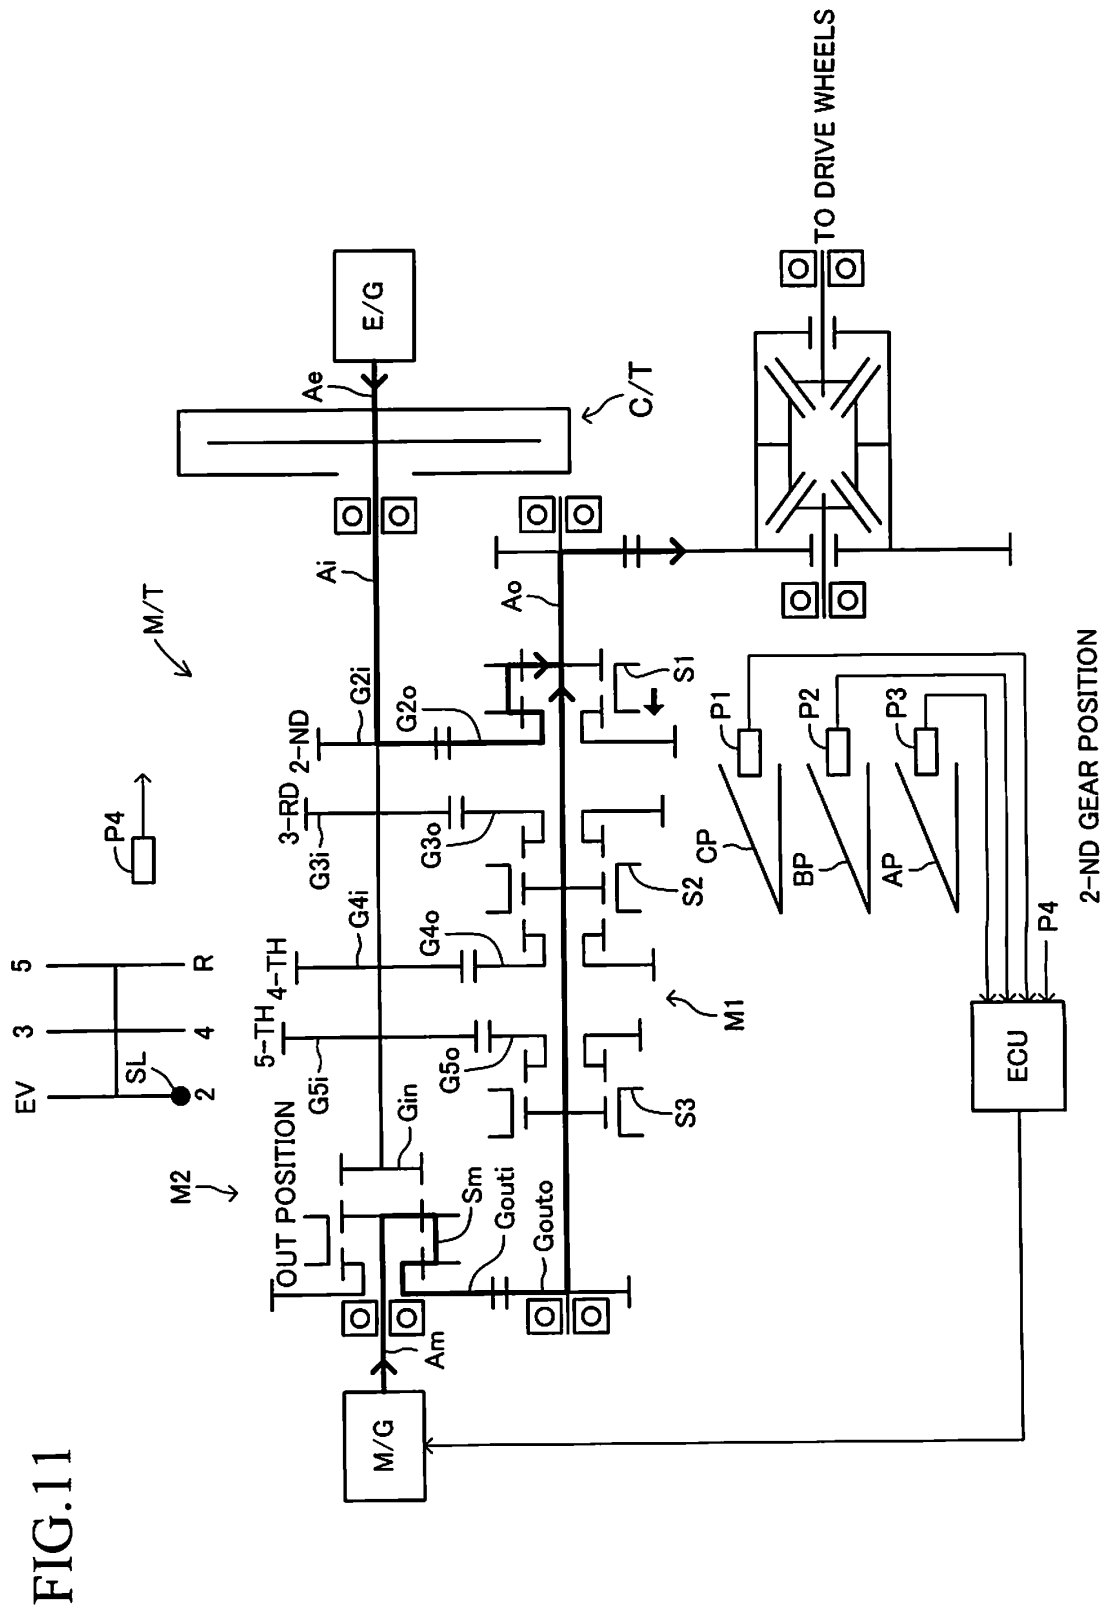 FIG.11
EV
3
5
SL
2
4
R
P4
M/T
M2
OUT POSITION
5-TH
4-TH
3-RD
2-ND
G5i
G4i
G3i
G2i
Gin
Ai
Ae
E/G
C/T
M/G
Am
Sm
Gouti
Gouto
G5o
G4o
G3o
G2o
Ao
S3
S2
S1
M1
TO DRIVE WHEELS
CP
P1
BP
P2
AP
P3
ECU
P4
2-ND GEAR POSITION